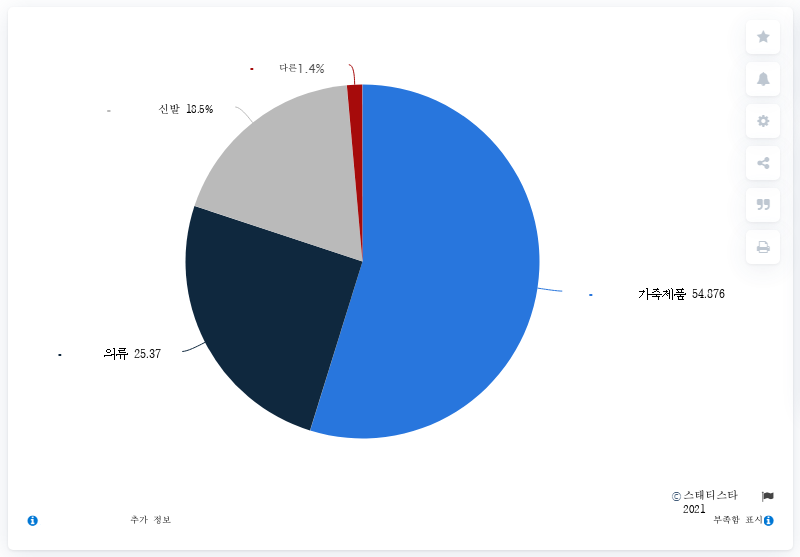 다른1.4%
신발 18.5%
가죽제품 54.876
의류 25.37
©스태티스타
2021
추가 정보
부족함 표시